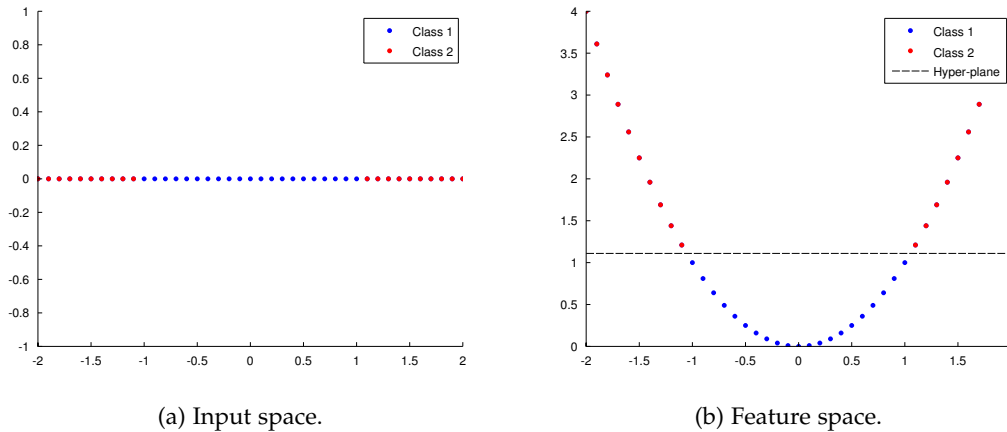 1
0.8
0.6
0.4
0.2
0
-0.2
-0.4
-0.6
-0.8
-1
-2 -1.5 -1 -0.5 0 0.5 1 1.5 2
Class 1
Class 2
(a) Input space.
4
3.5
3
2.5
2
1.5
1
0.5
0
-2 -1.5 -1 -0.5 0 0.5 1 1.5
Class 1
Class 2
Hyper-plane
(b) Feature space.